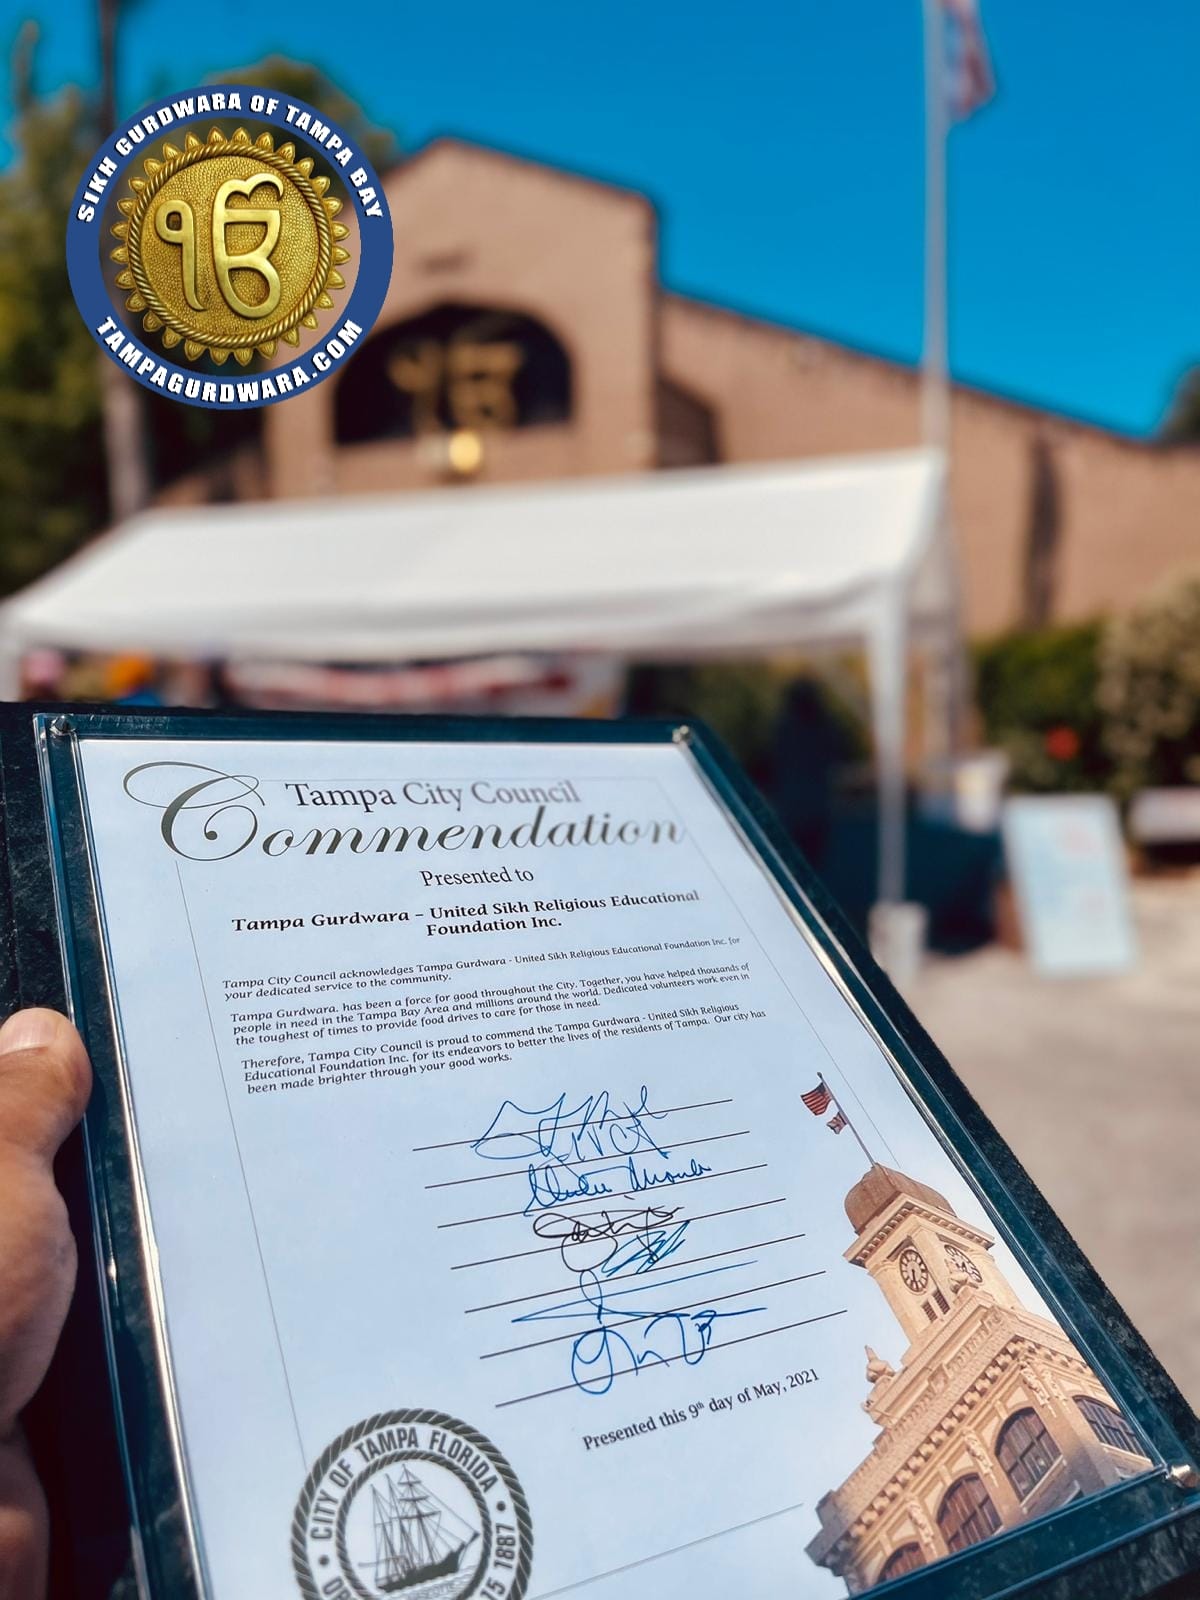 SIKH GURDWARA OF TAMPA BAY
ੴ
TAMPAGURDWARA.COM
ੴ
Tampa City Council
Commendation
Presented to
Tampa Gurdwara – United Sikh Religious Educational
Foundation Inc.
Tampa City Council acknowledges Tampa Gurdwara - United Sikh Religious Educational Foundation Inc. for
your dedicated service to the community.
Tampa Gurdwara. has been a force for good throughout the City. Together, you have helped thousands of
people in need in the Tampa Bay Area and millions around the world. Dedicated volunteers work even in
the toughest of times to provide food drives to care for those in need.
Therefore, Tampa City Council is proud to commend the Tampa Gurdwara - United Sikh Religious
Educational Foundation Inc. for its endeavors to better the lives of the residents of Tampa. Our city has
been made brighter through your good works.
Presented this 9th day of May, 2021
CITY OF TAMPA FLORIDA
15 1887